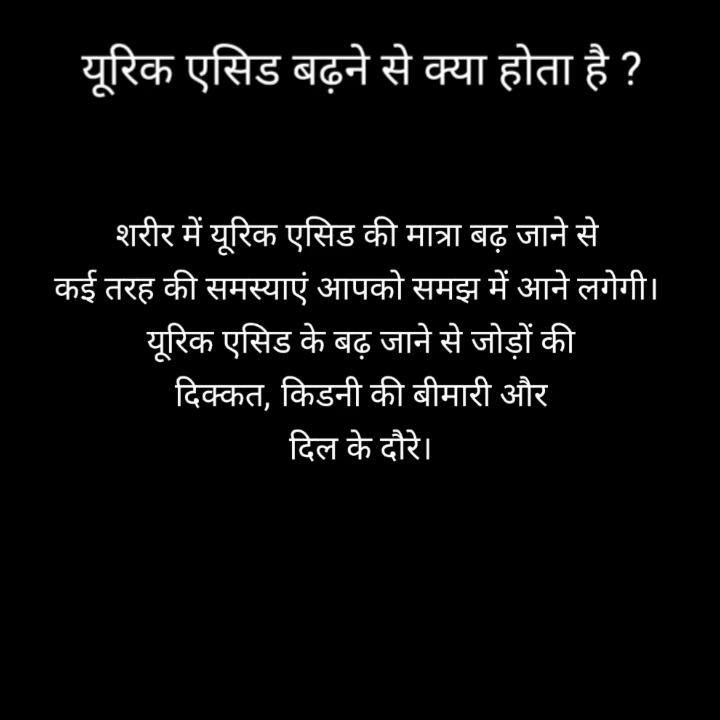 यूरिक एसिड बढ़ने से क्या होता है ?
शरीर में यूरिक एसिड की मात्रा बढ़ जाने से
कई तरह की समस्याएं आपको समझ में आने लगेगी।
यूरिक एसिड के बढ़ जाने से जोड़ों की
दिक्कत, किडनी की बीमारी और
दिल के दौरे।